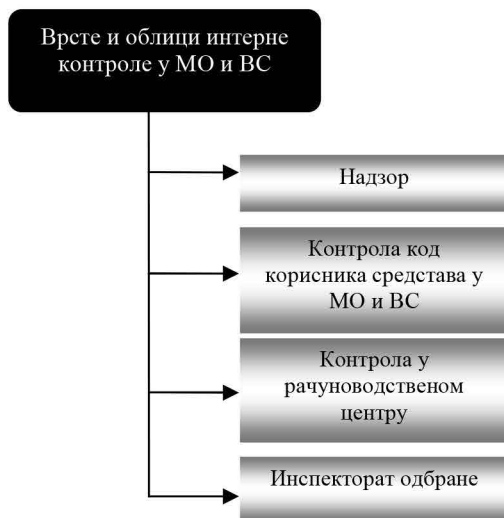 Врсте и облици интерне
контроле у МО и ВС
Надзор
Контрола код
корисника средстава у
МО и ВС
Контрола у
рачуноводственом
центру
Инспекторат одбране